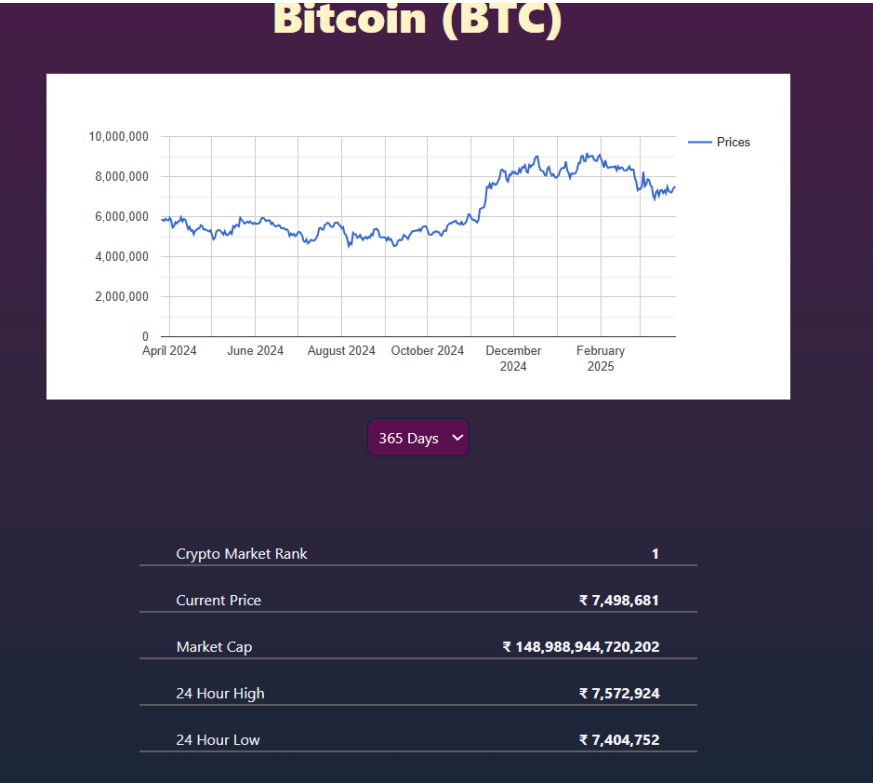 Bitcoin (BTC)
10,000,000
8,000,000
6,000,000
4,000,000
2,000,000
0
Prices
April 2024 June 2024 August 2024 October 2024 December 2024 February 2025
365 Days
Crypto Market Rank 1
Current Price ₹ 7,498,681
Market Cap ₹ 148,988,944,720,202
24 Hour High ₹ 7,572,924
24 Hour Low ₹ 7,404,752